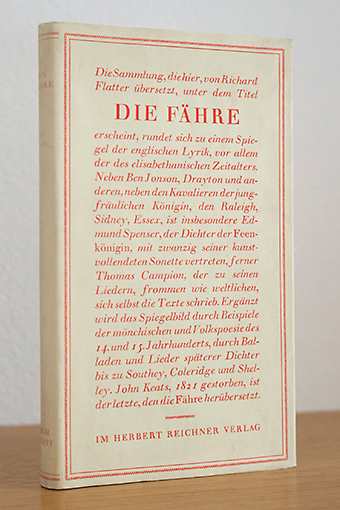 Die Sammlung, die hier, von Richard
Flatter übersetzt, unter dem Titel
DIE FÄHRE
erscheint, rundet sich zu einem Spie-
gel der englischen Lyrik, vor allem
der des elisabethanischen Zeitalters.
Neben Ben Jonson, Drayton und an-
deren, neben den Kavalieren der jung-
fräulichen Königin, den Raleigh,
Sidney, Essex, ist insbesondere Ed-
mund Spenser, der Dichter der Feen-
königin, mit zwanzig seiner kunst-
vollendeten Sonette vertreten, ferner
Thomas Campion, der zu seinen
Liedern, frommen wie weltlichen,
sich selbst die Texte schrieb. Ergänzt
wird das Spiegelbild durch Beispiele
der mönchischen und Volkspoesie des
14. und 15. Jahrhunderts, durch Bal-
laden und Lieder späterer Dichter
bis zu Southey, Coleridge und Shel-
ley. John Keats, 1821 gestorben, ist
der letzte, den die Fähre herübersetzt.
IM HERBERT REICHNER VERLAG